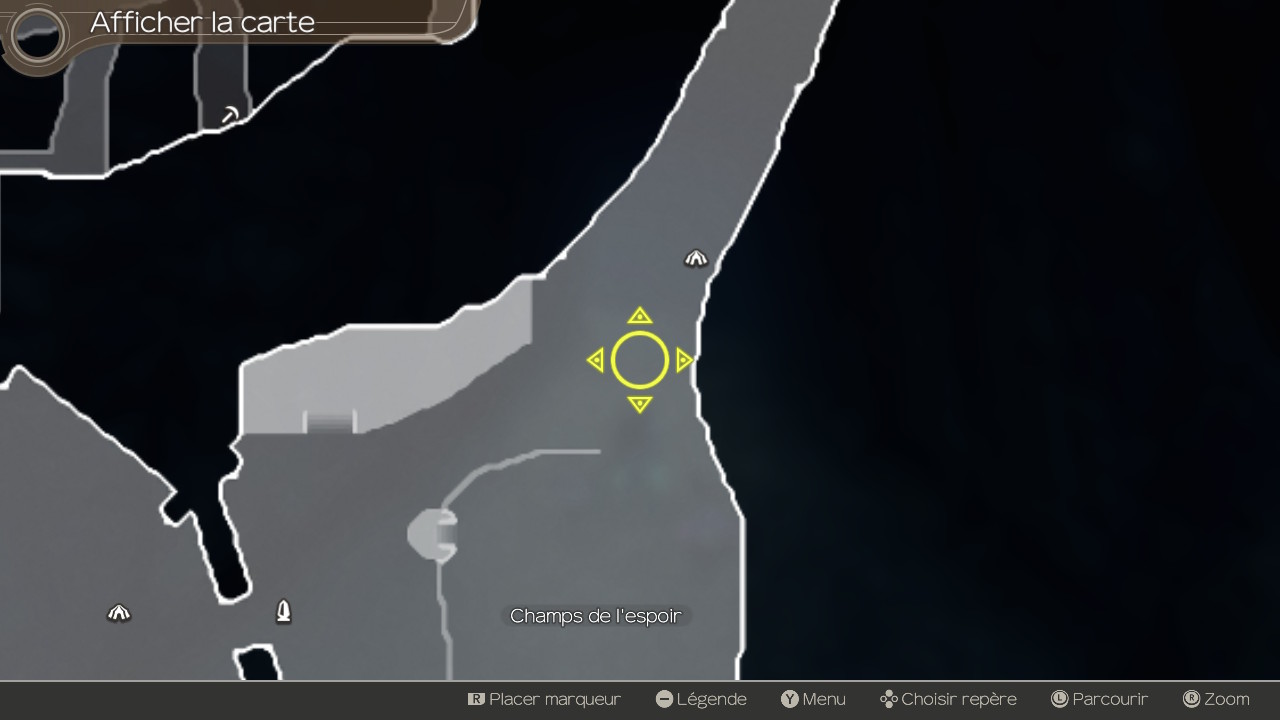 Afficher la carte
Champs de l'espoir
R Placer marqueur Légende Y Menu Choisir repère L Parcourir R Zoom